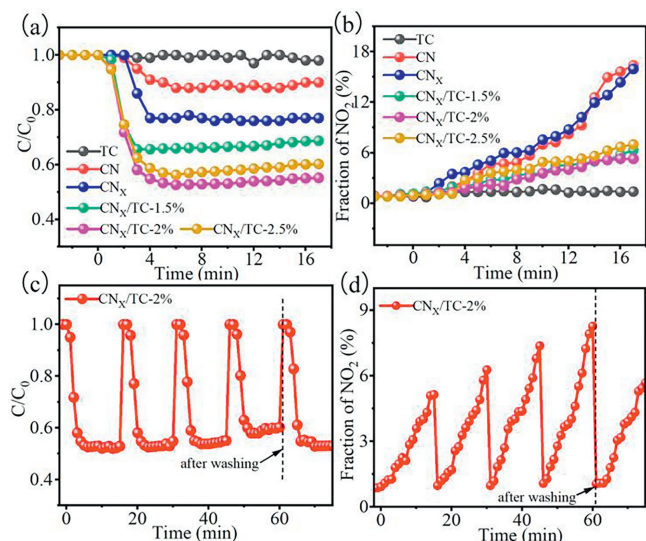 (a)
C/C0
1.0
0.8
0.6
0.4
TC
CN
CNX
CNX/TC-1.5%
CNX/TC-2% CNX/TC-2.5%
0 4 8 12 16
Time (min)
(b)
Fraction of NO2 (%)
18
12
6
0
TC
CN
CNX
CNX/TC-1.5%
CNX/TC-2%
CNX/TC-2.5%
0 4 8 12 16
Time (min)
(c)
C/C0
CNX/TC-2%
1.0
0.8
0.6
0.4
after washing
0 20 40 60
Time (min)
(d)
Fraction of NO2 (%)
CNX/TC-2%
9
6
3
0
after washing
0 20 40 60
Time (min)